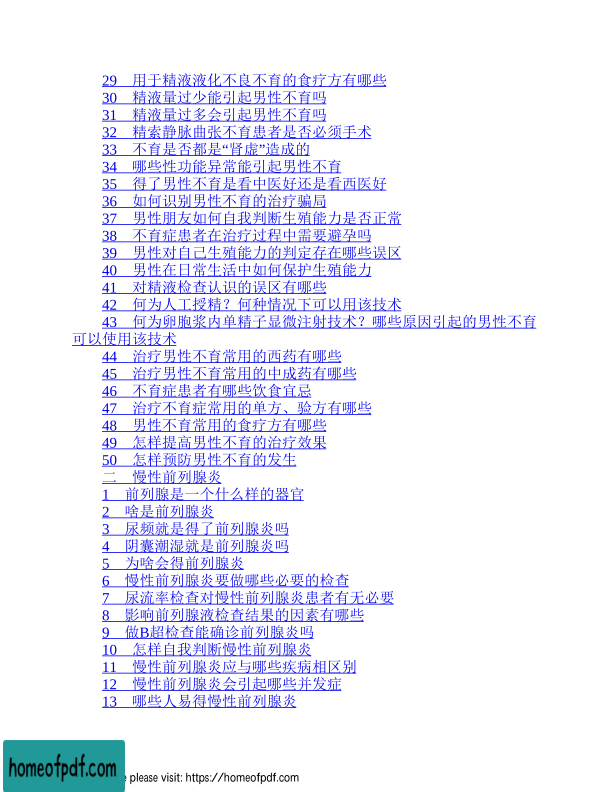 29　用于精液液化不良不育的食疗方有哪些
30　精液量过少能引起男性不育吗
31　精液量过多会引起男性不育吗
32　精索静脉曲张不育患者是否必须手术
33　不育是否都是“肾虚”造成的
34　哪些性功能异常能引起男性不育
35　得了男性不育是看中医好还是看西医好
36　如何识别男性不育的治疗骗局
37　男性朋友如何自我判断生殖能力是否正常
38　不育症患者在治疗过程中需要避孕吗
39　男性对自己生殖能力的判定存在哪些误区
40　男性在日常生活中如何保护生殖能力
41　对精液检查认识的误区有哪些
42　何为人工授精？何种情况下可以用该技术
43　何为卵胞浆内单精子显微注射技术？哪些原因引起的男性不育
可以使用该技术
44　治疗男性不育常用的西药有哪些
45　治疗男性不育常用的中成药有哪些
46　不育症患者有哪些饮食宜忌
47　治疗不育症常用的单方、验方有哪些
48　男性不育常用的食疗方有哪些
49　怎样提高男性不育的治疗效果
50　怎样预防男性不育的发生
二　慢性前列腺炎
1　前列腺是一个什么样的器官
2　啥是前列腺炎
3　尿频就是得了前列腺炎吗
4　阴囊潮湿就是前列腺炎吗
5　为啥会得前列腺炎
6　慢性前列腺炎要做哪些必要的检查
7　尿流率检查对慢性前列腺炎患者有无必要
8　影响前列腺液检查结果的因素有哪些
9　做B超检查能确诊前列腺炎吗
10　怎样自我判断慢性前列腺炎
11　慢性前列腺炎应与哪些疾病相区别
12　慢性前列腺炎会引起哪些并发症
13　哪些人易得慢性前列腺炎
homeofpdf.com
please visit: https://homeofpdf.com